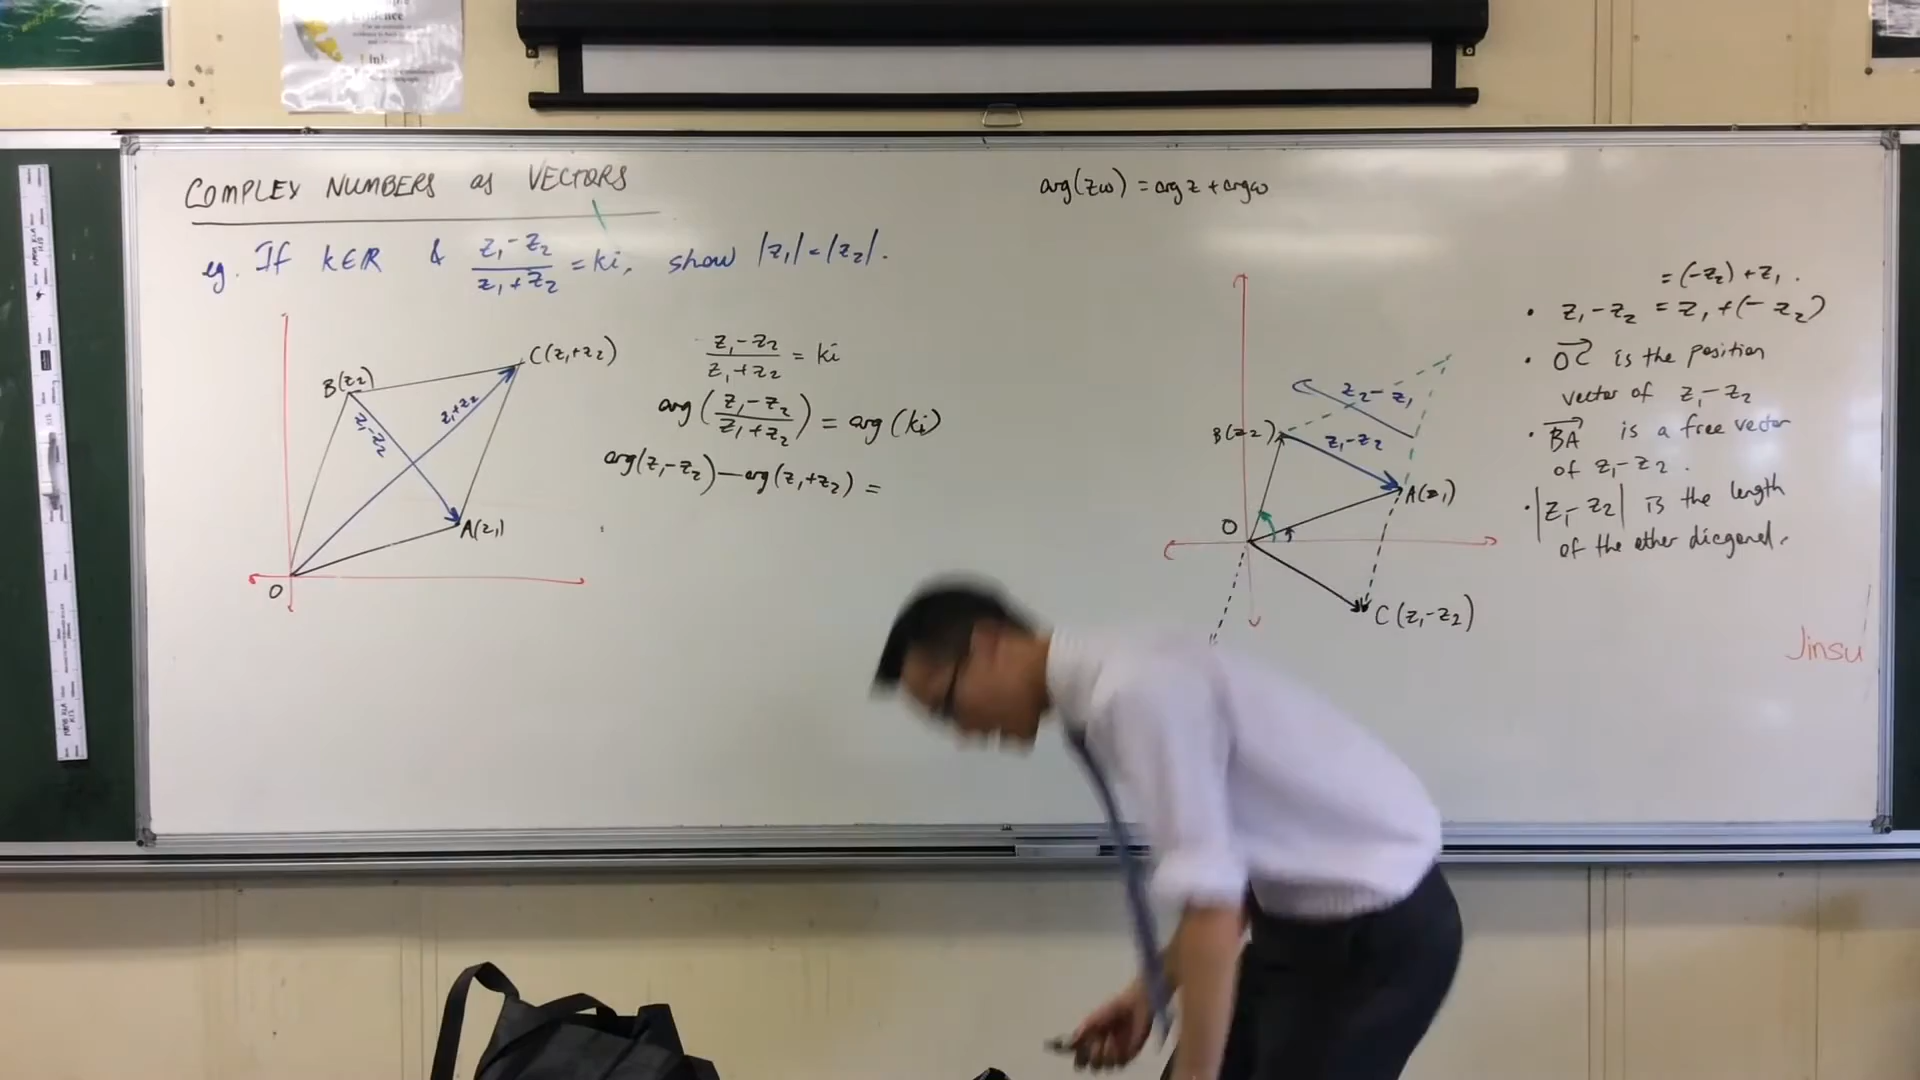 WHERE
Evidence
Link
COMPLEX NUMBERS as VECTORS
eg. If k∈R & (z₁-z₂)/(z₁+z₂) = ki, show |z₁|=|z₂|.
B(z₂)
C(z₁+z₂)
z₁-z₂
z₁+z₂
A(z₁)
O
(z₁-z₂)/(z₁+z₂) = ki
arg((z₁-z₂)/(z₁+z₂)) = arg(ki)
arg(z₁-z₂)-arg(z₁+z₂) =
arg(zω) = arg z + arg ω
z₂-z₁
B(z₂)
z₁-z₂
A(z₁)
O
C(z₁-z₂)
= (-z₂)+z₁.
• z₁-z₂ = z₁+(-z₂)
• OC→ is the position
vector of z₁-z₂
• BA→ is a free vector
of z₁-z₂.
• |z₁-z₂| is the length
of the other diagonal.
Jinsu